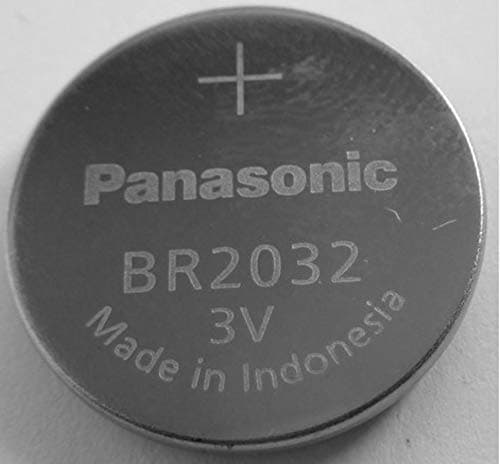 +
Panasonic
BR2032
3V
Made in Indonesia